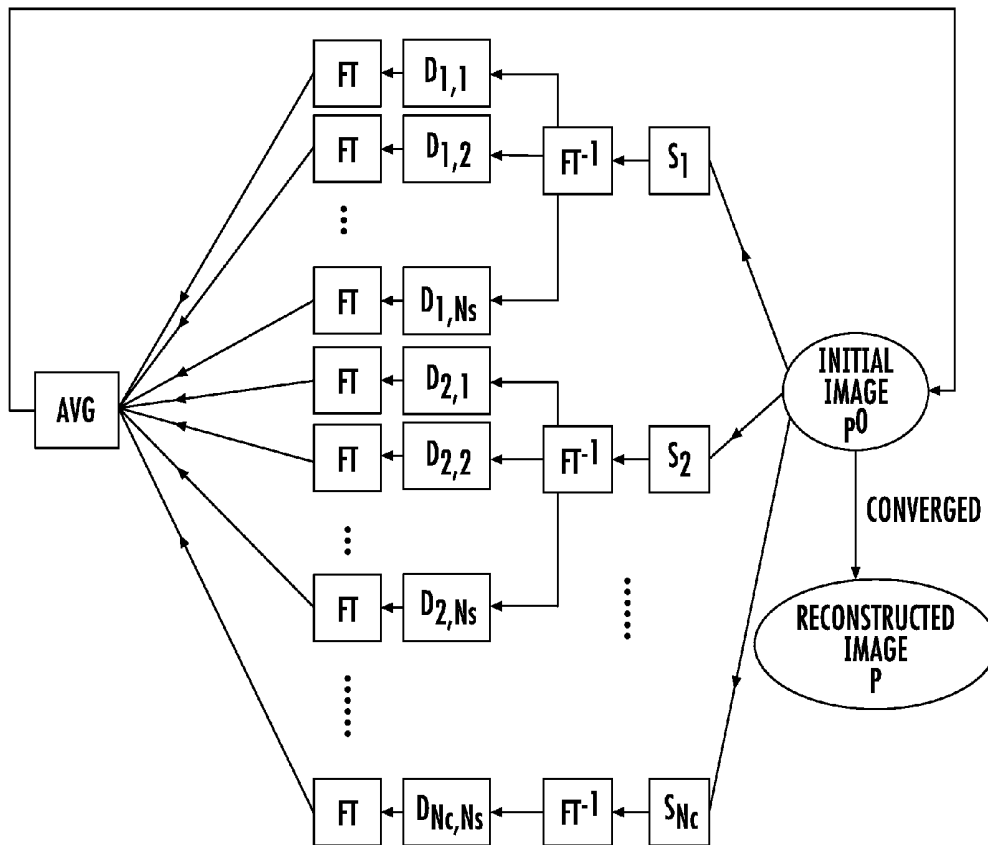 FT
D1,1
FT
D1,2
FT-1
S1
FT
D1,Ns
FT
D2,1
AVG
INITIAL
IMAGE
p0
FT
D2,2
FT-1
S2
CONVERGED
FT
D2,Ns
RECONSTRUCTED
IMAGE
P
FT
DNc,Ns
FT-1
SNc